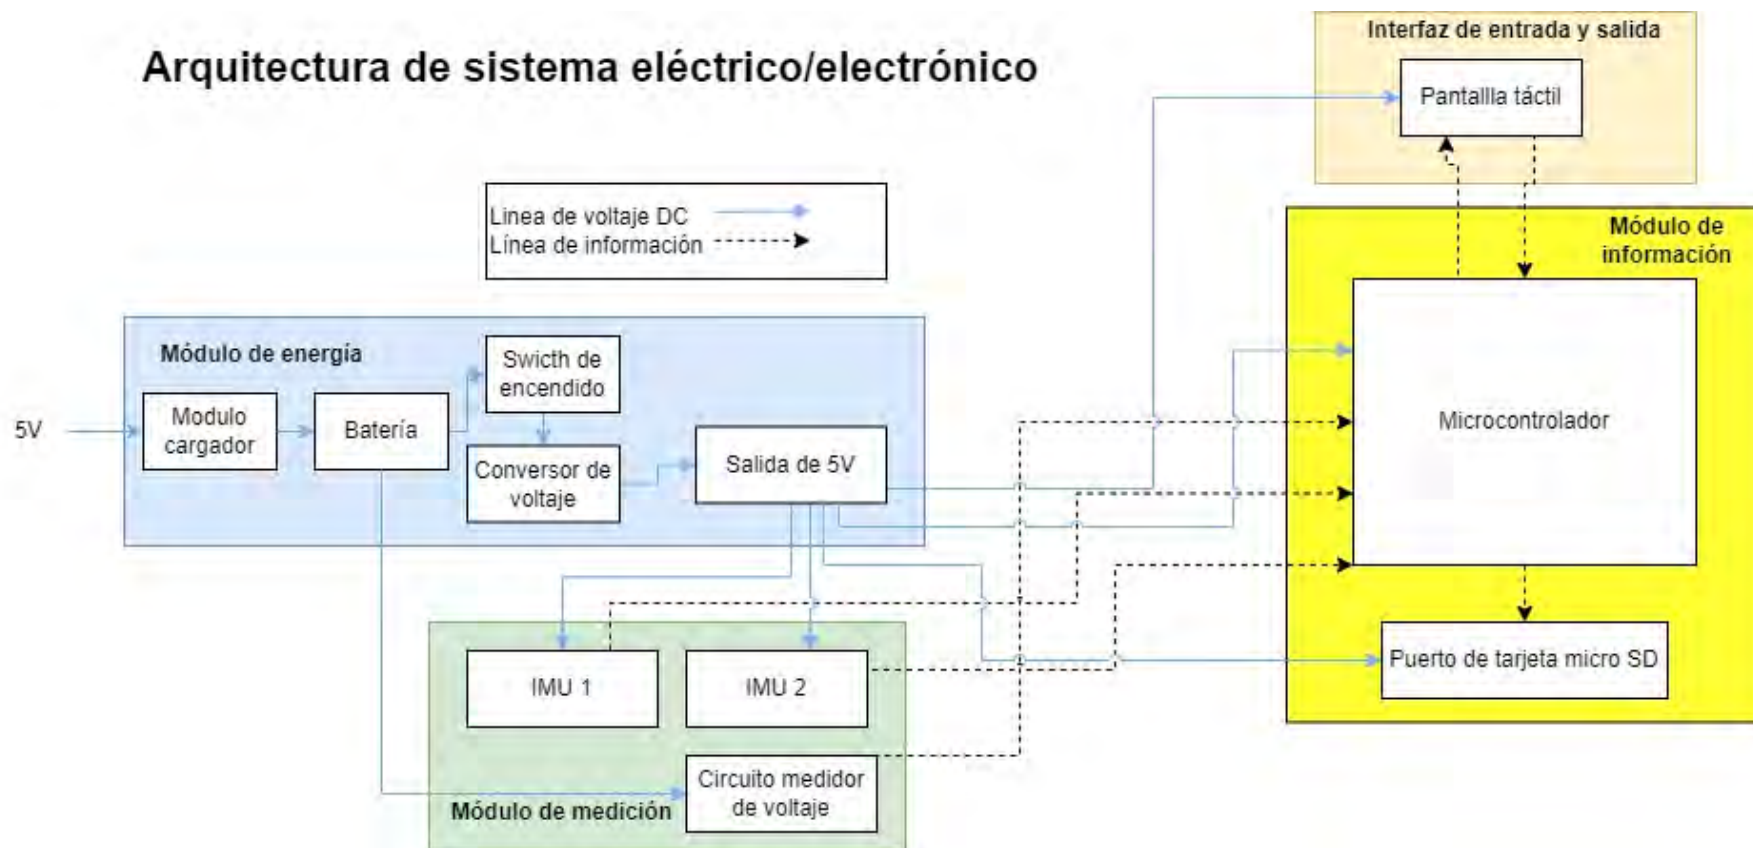 Arquitectura de sistema eléctrico/electrónico
Interfaz de entrada y salida
Pantallla táctil
Linea de voltaje DC
Línea de información
Módulo de
información
Módulo de energía
Swicth de
encendido
5V
Modulo
cargador
Batería
Conversor de
voltaje
Salida de 5V
Microcontrolador
IMU 1
IMU 2
Puerto de tarjeta micro SD
Circuito medidor
de voltaje
Módulo de medición